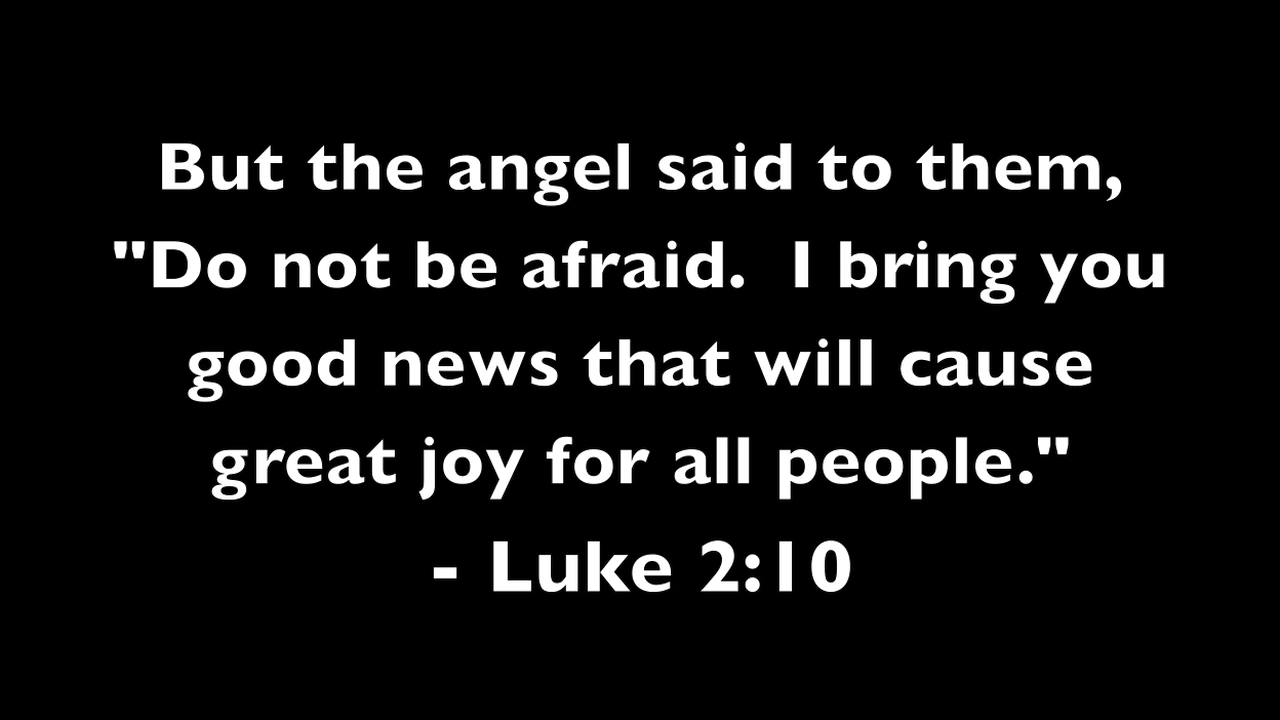 But the angel said to them,
"Do not be afraid.  I bring you
good news that will cause
great joy for all people."
- Luke 2:10